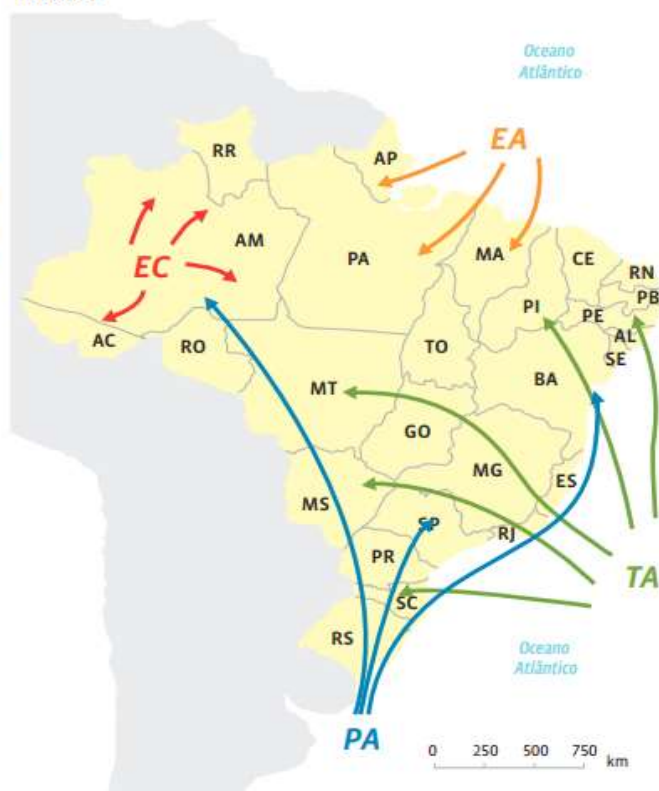 Oceano
Atlântico
EA
RR
AP
AM
PA
MA
CE
RN
PB
EC
PI
PE
AL
SE
AC
RO
TO
BA
MT
GO
MG
ES
MS
SP
RJ
PR
TA
SC
RS
Oceano
Atlântico
PA
0 250 500 750
km